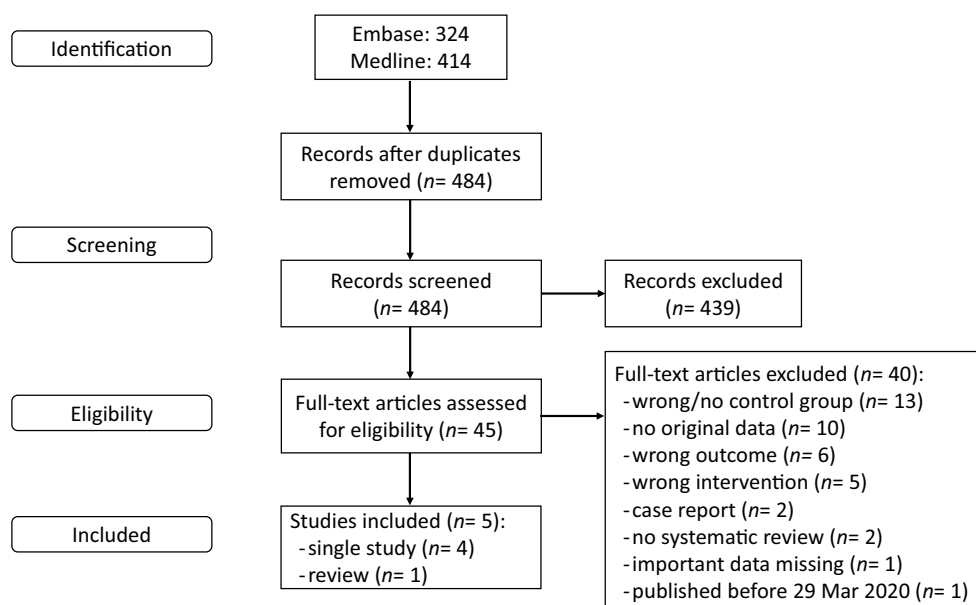 Identification
Embase: 324
Medline: 414
Records after duplicates
removed (n= 484)
Screening
Records screened
(n= 484)
Records excluded
(n= 439)
Eligibility
Full-text articles assessed
for eligibility (n= 45)
Full-text articles excluded (n= 40):
-wrong/no control group (n= 13)
-no original data (n= 10)
-wrong outcome (n= 6)
-wrong intervention (n= 5)
-case report (n= 2)
-no systematic review (n= 2)
-important data missing (n= 1)
-published before 29 Mar 2020 (n= 1)
Included
Studies included (n= 5):
-single study (n= 4)
-review (n= 1)